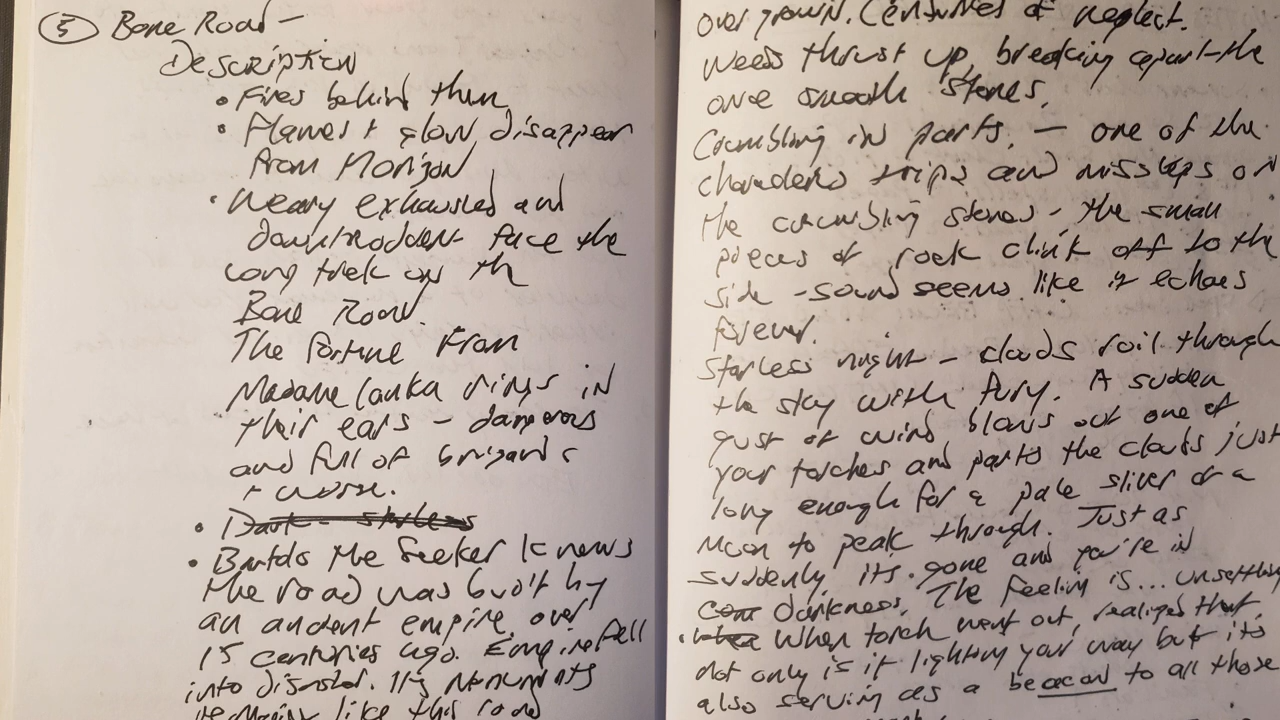 ⑤ Bone Road -
Description
• Fires behind them
• Flames + glow disappear
from Horizon
• Weary exhausted and
downtrodden face the
long trek on the
Bone Road.
The fortune from
Madame lanka rings in
their ears - dangerous
and full of brigands
+ worse.
• Dark - starless
• the Seeker knows
the road was built by
an ancient empire over
15 centuries ago. Empire fell
into disaster. Its monuments
remain like this road
overgrown. Centuries of neglect.
Weeds thrust up, breaking apart the
once smooth stones.
Crumbling in parts. - one of the
characters trips and missteps on
the crumbling stones - the small
pieces of rock clink off to the
side - sound seems like it echoes
forever.
Starless night - clouds roil through
the sky with fury. A sudden
gust of wind blows out one of
your torches and parts the clouds just
long enough for a pale sliver of a
Moon to peak through. Just as
suddenly its gone and you're in
darkness. The feeling is... unsettling
• When torch went out, realized that
not only is it lighting your way but it's
also serving as a beacon to all those